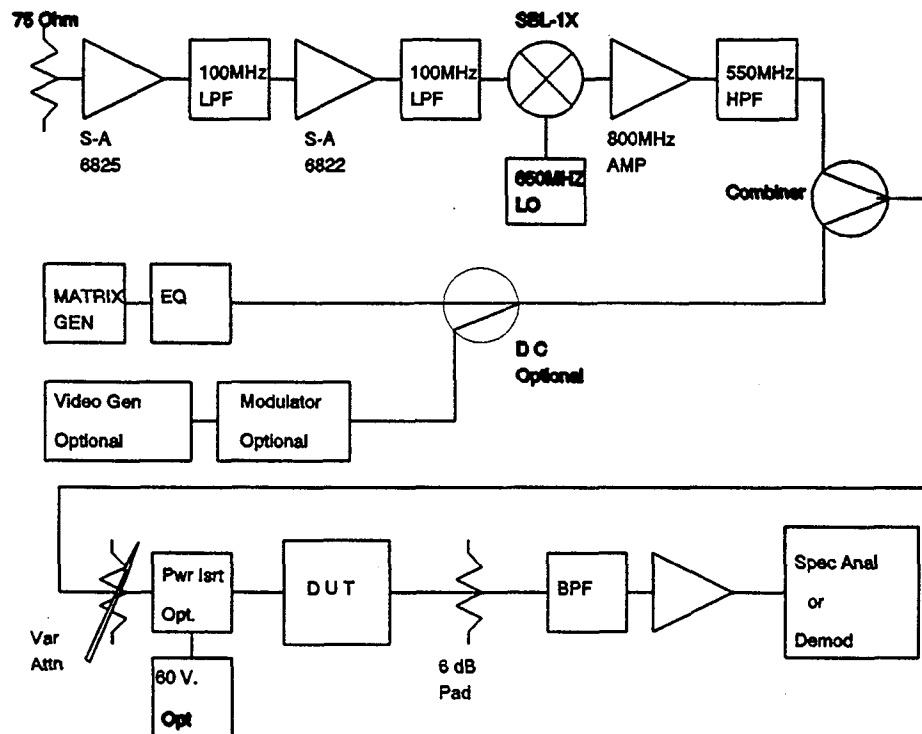 75 Ohm
SBL-1X
100MHz
LPF
100MHz
LPF
550MHz
HPF
S-A
6825
S-A
6822
800MHz
AMP
650MHz
LO
Combiner
MATRIX
GEN
EQ
D C
Optional
Video Gen
Optional
Modulator
Optional
Var
Attn
Pwr Isrt
Opt.
60 V.
Opt
D U T
6 dB
Pad
BPF
Spec Anal
or
Demod